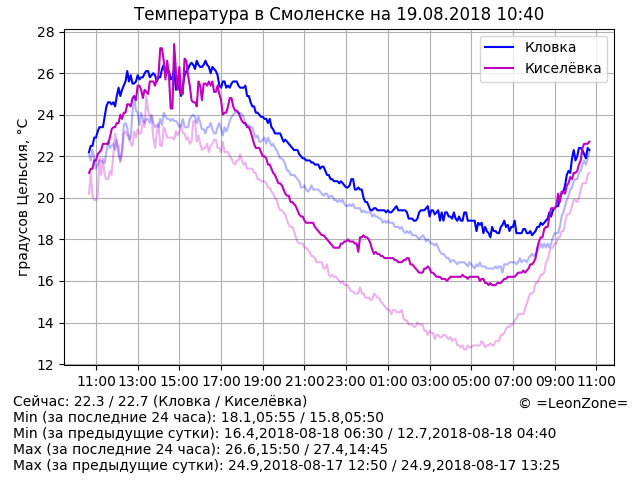 Температура в Смоленске на 19.08.2018 10:40
28
26
24
22
20
18
16
14
12
градусов Цельсия, °C
Кловка
Киселёвка
11:00 13:00 15:00 17:00 19:00 21:00 23:00 01:00 03:00 05:00 07:00 09:00 11:00
Сейчас: 22.3 / 22.7 (Кловка / Киселёвка)
© =LeonZone=
Min (за последние 24 часа): 18.1,05:55 / 15.8,05:50
Min (за предыдущие сутки): 16.4,2018-08-18 06:30 / 12.7,2018-08-18 04:40
Max (за последние 24 часа): 26.6,15:50 / 27.4,14:45
Max (за предыдущие сутки): 24.9,2018-08-17 12:50 / 24.9,2018-08-17 13:25